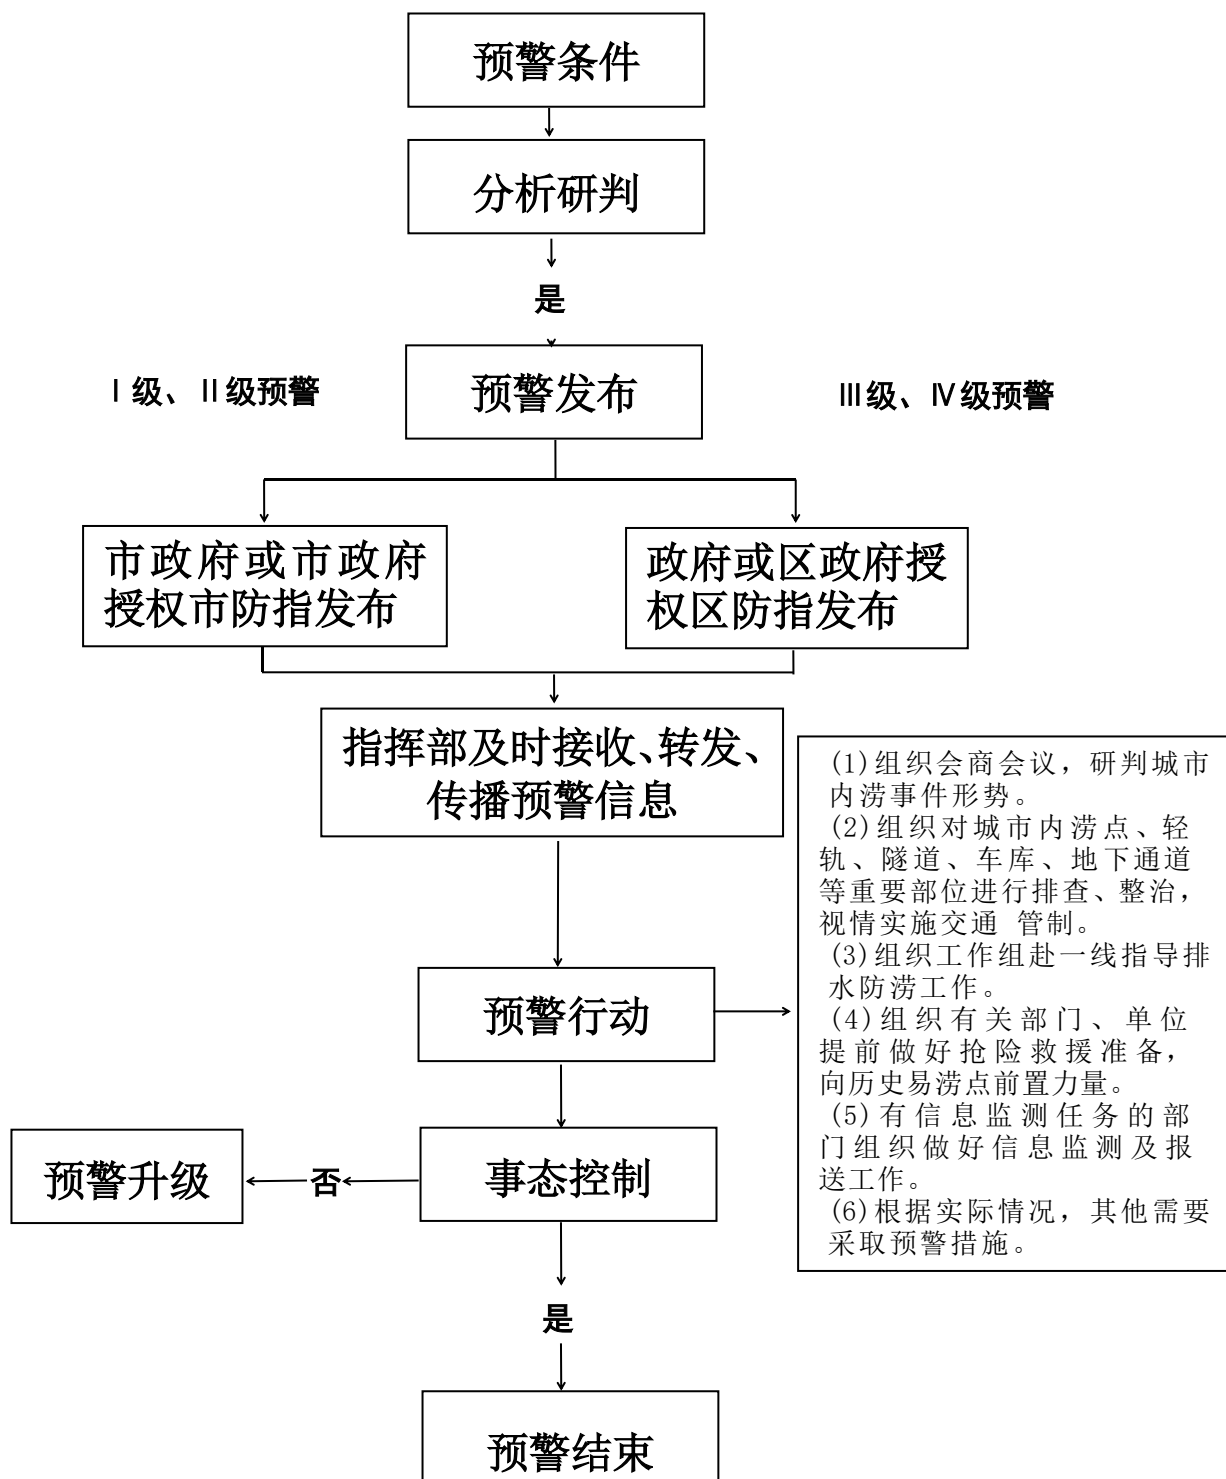 预警条件
分析研判
是
预警发布
Ⅰ级、Ⅱ级预警
Ⅲ级、Ⅳ级预警
市政府或市政府
授权市防指发布
政府或区政府授
权区防指发布
指挥部及时接收、转发、
传播预警信息
(1)组织会商会议，研判城市
内涝事件形势。
(2)组织对城市内涝点、轻
轨、隧道、车库、地下通道
等重要部位进行排查、整治，
视情实施交通 管制。
(3)组织工作组赴一线指导排
水防涝工作。
(4)组织有关部门、单位
提前做好抢险救援准备，
向历史易涝点前置力量。
(5)有信息监测任务的部
门组织做好信息监测及报
送工作。
(6)根据实际情况，其他需要
采取预警措施。
预警行动
预警升级
否
事态控制
是
预警结束